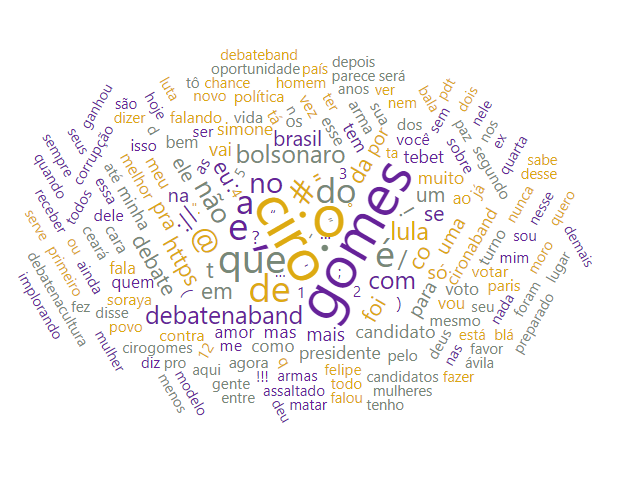 debateband
oportunidade país depois
tô chance homem parece será
luta novo política ter anos ver
hoje falando vida vez arma nem bala pdt
são dizer d ser simone n os esse sua sem dois
ganhou isso bem vai tá brasil tem dos você paz nele
seus corrupção meu ele as eu bolsonaro por ta tebet sobre nos ex
sempre essa melhor não na no 4 5 3 da muito segundo quarta
quando todos até minha pra a # " do um ao já sabe desse
receber dele cara https @ ! e ? ciro o é se uma nunca nesse quero
serve ou ceará debate t que : ... gomes / lula co cironaband turno sou demais
debatenacultura primeiro ainda fala em de , . ; com só votar mim moro lugar
implorando fez soraya quem ( 1 2 ) para voto paris foram
disse debatenaband foi vou seu nada preparado
povo contra amor mas mais candidato mesmo está blá
mulher cirogomes 12 me como presidente pelo deus nas favor
diz pro aqui agora q felipe candidatos fazer ávila
menos modelo gente !!! armas todo mulheres
entre assaltado falou tenho
deu matar